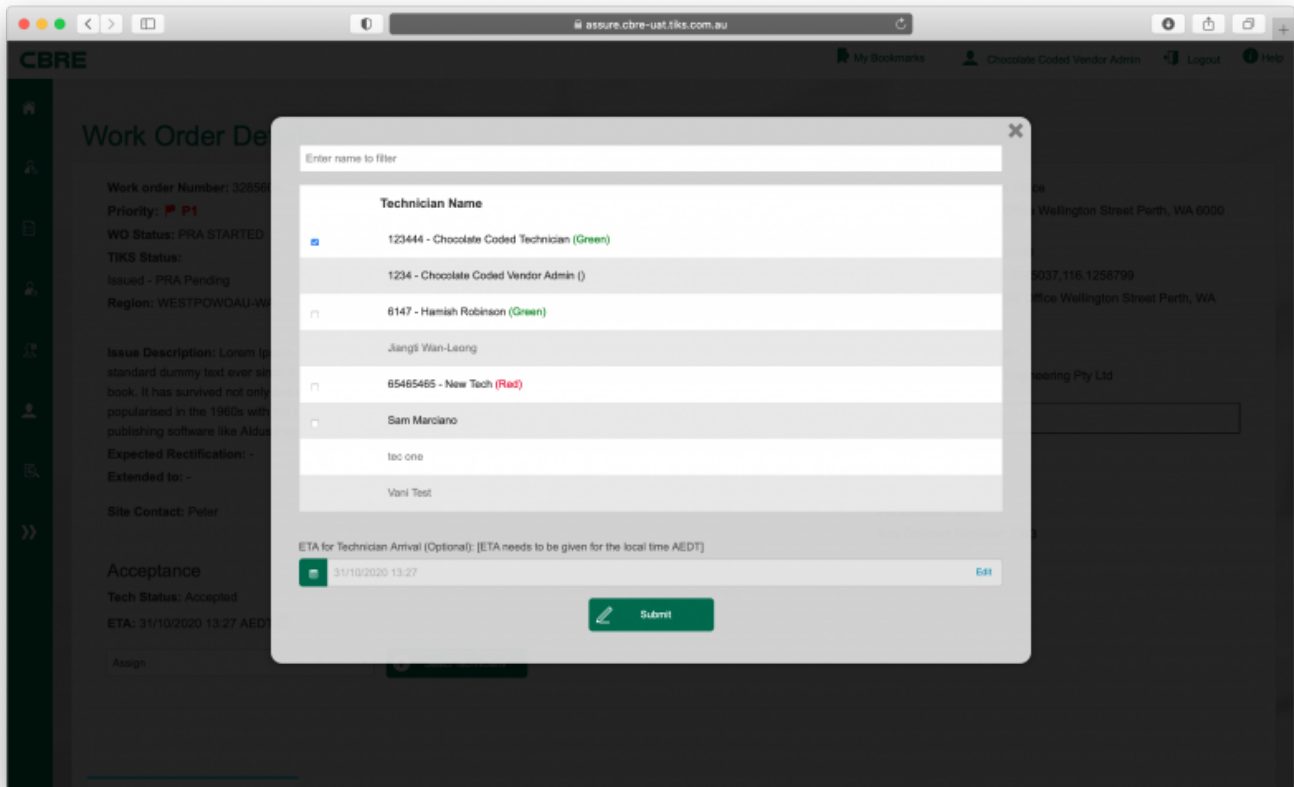 assure.cbre-uat.tiks.com.au
CBRE
My Bookmarks
Chocolate Coded Vendor Admin
Logout
Help
Work Order De
Work order Number: 32856
Priority: P1
WO Status: PRA STARTED
TIKS Status:
Issued - PRA Pending
Region: WESTPOWOAU-WA
Issue Description: Lorem Ip
standard dummy text ever sin
book. It has survived not only
popularised in the 1960s with
publishing software like Aldus
Expected Rectification: -
Extended to: -
Site Contact: Peter
Acceptance
Tech Status: Accepted
ETA: 31/10/2020 13:27 AEDT
Assign
Enter name to filter
Technician Name
123444 - Chocolate Coded Technician (Green)
1234 - Chocolate Coded Vendor Admin ()
6147 - Hamish Robinson (Green)
Jiangti Wan-Leong
65465465 - New Tech (Red)
Sam Marciano
tec one
Vani Test
ETA for Technician Arrival (Optional): [ETA needs to be given for the local time AEDT]
31/10/2020 13:27
Edit
Submit
Wellington Street Perth, WA 6000
5037,116.1258799
ffice Wellington Street Perth, WA
neering Pty Ltd